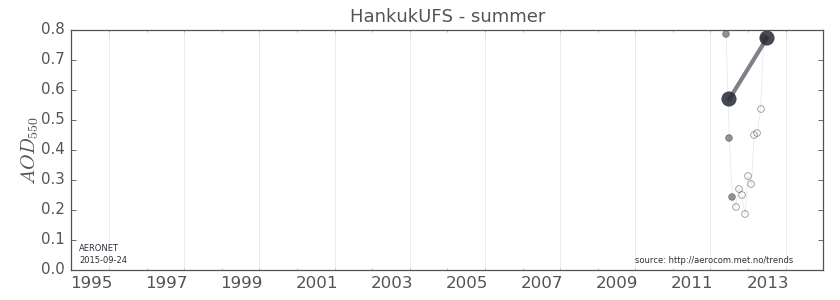 HankukUFS - summer
0.8
0.7
0.6
0.5
0.4
0.3
0.2
0.1
0.0
AOD550
AERONET
2015-09-24
source: http://aerocom.met.no/trends
1995 1997 1999 2001 2003 2005 2007 2009 2011 2013